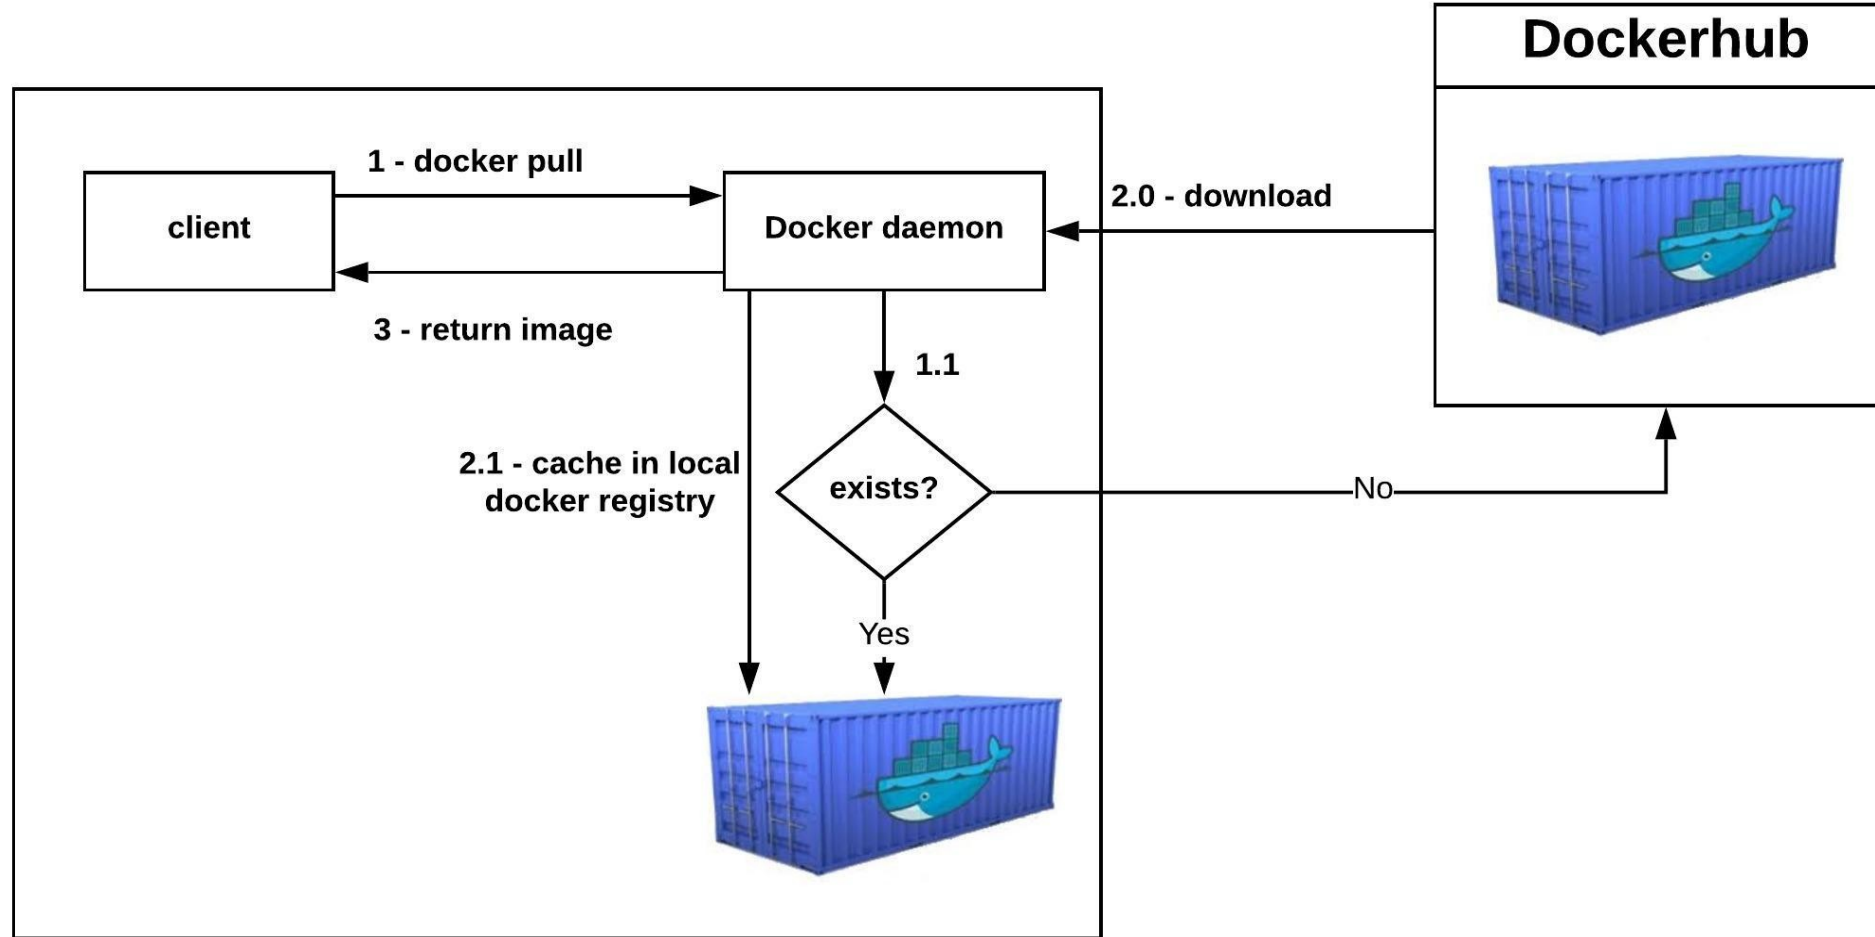 Dockerhub
1 - docker pull
client
Docker daemon
2.0 - download
3 - return image
1.1
2.1 - cache in local
docker registry
exists?
No
Yes